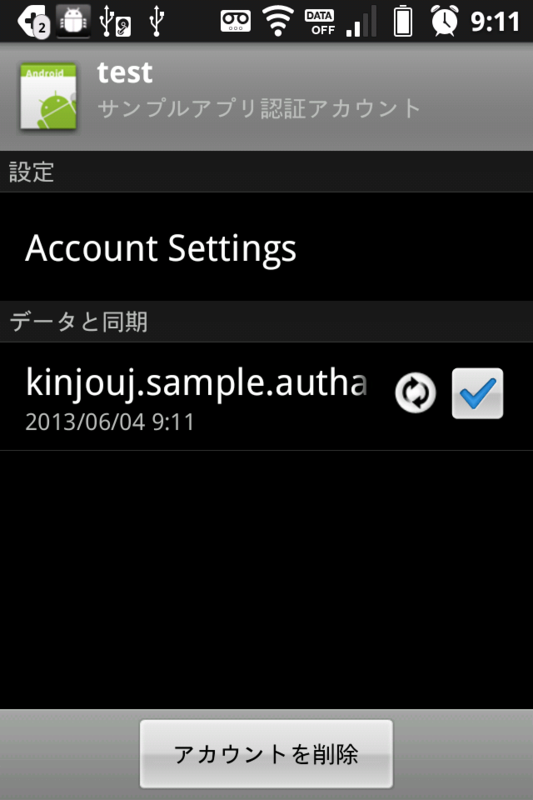 2
DATA
OFF
9:11
Android
test
サンプルアプリ認証アカウント
設定
Account Settings
データと同期
kinjouj.sample.autha
2013/06/04 9:11
アカウントを削除